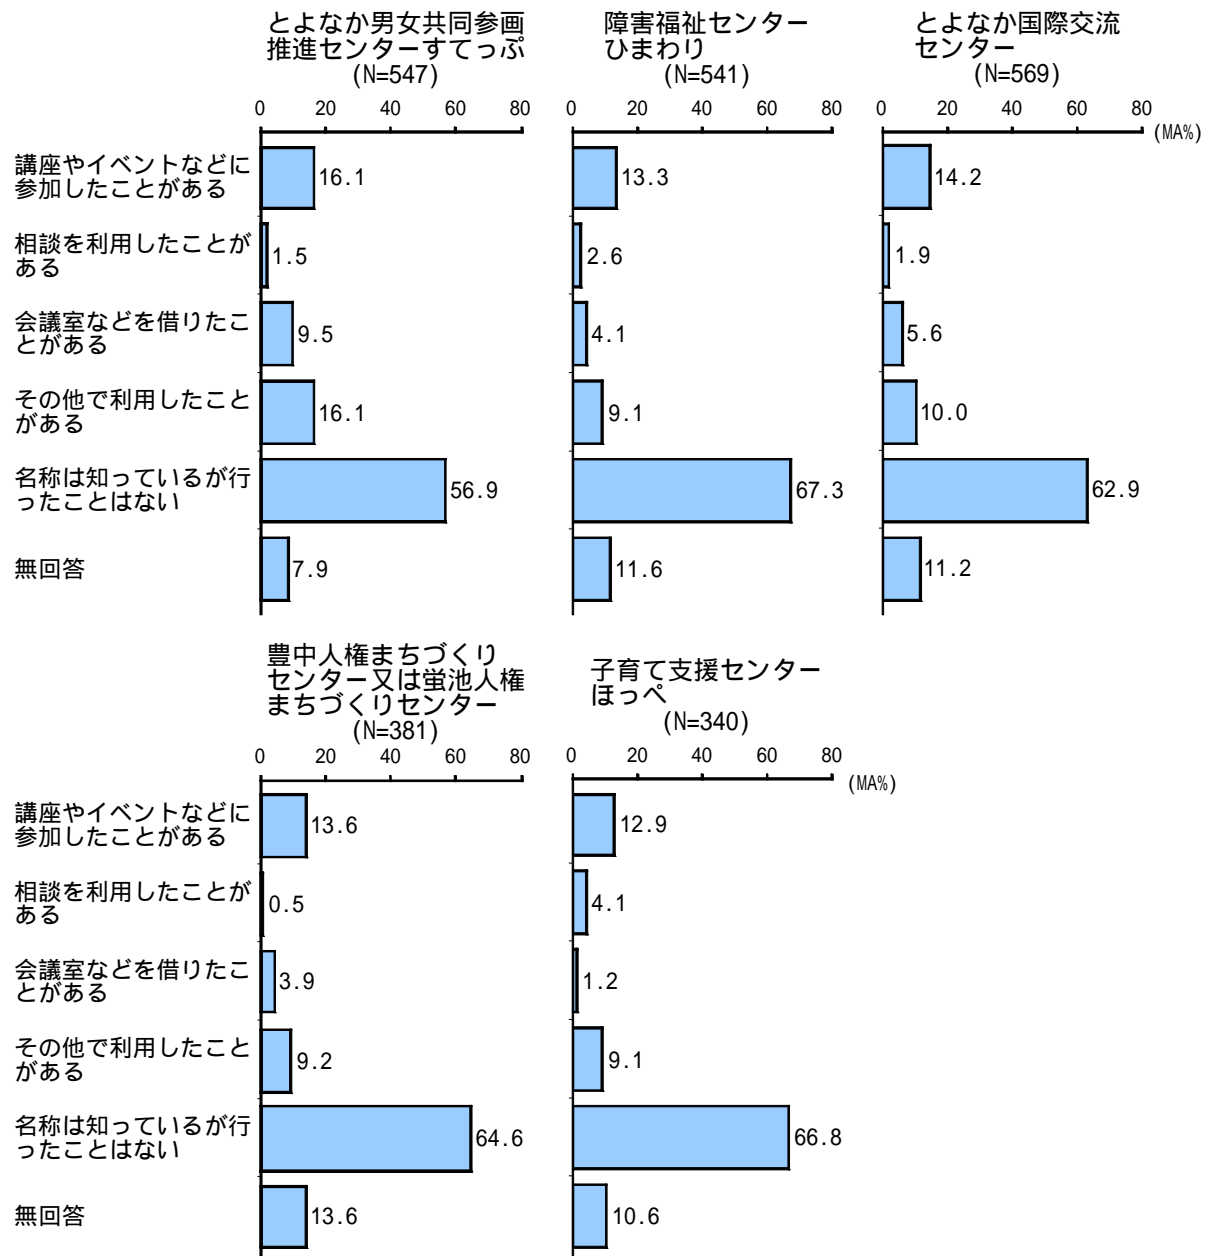 とよなか男女共同参画
推進センターすてっぷ
(N=547)
障害福祉センター
ひまわり
(N=541)
とよなか国際交流
センター
(N=569)
0 20 40 60 80
0 20 40 60 80
0 20 40 60 80
(MA%)
講座やイベントなどに
参加したことがある
16.1
13.3
14.2
相談を利用したことが
ある
1.5
2.6
1.9
会議室などを借りたこ
とがある
9.5
4.1
5.6
その他で利用したこと
がある
16.1
9.1
10.0
名称は知っているが行
ったことはない
56.9
67.3
62.9
無回答
7.9
11.6
11.2
豊中人権まちづくり
センター又は蛍池人権
まちづくりセンター
(N=381)
子育て支援センター
ほっぺ
(N=340)
0 20 40 60 80
0 20 40 60 80
(MA%)
講座やイベントなどに
参加したことがある
13.6
12.9
相談を利用したことが
ある
0.5
4.1
会議室などを借りたこ
とがある
3.9
1.2
その他で利用したこと
がある
9.2
9.1
名称は知っているが行
ったことはない
64.6
66.8
無回答
13.6
10.6